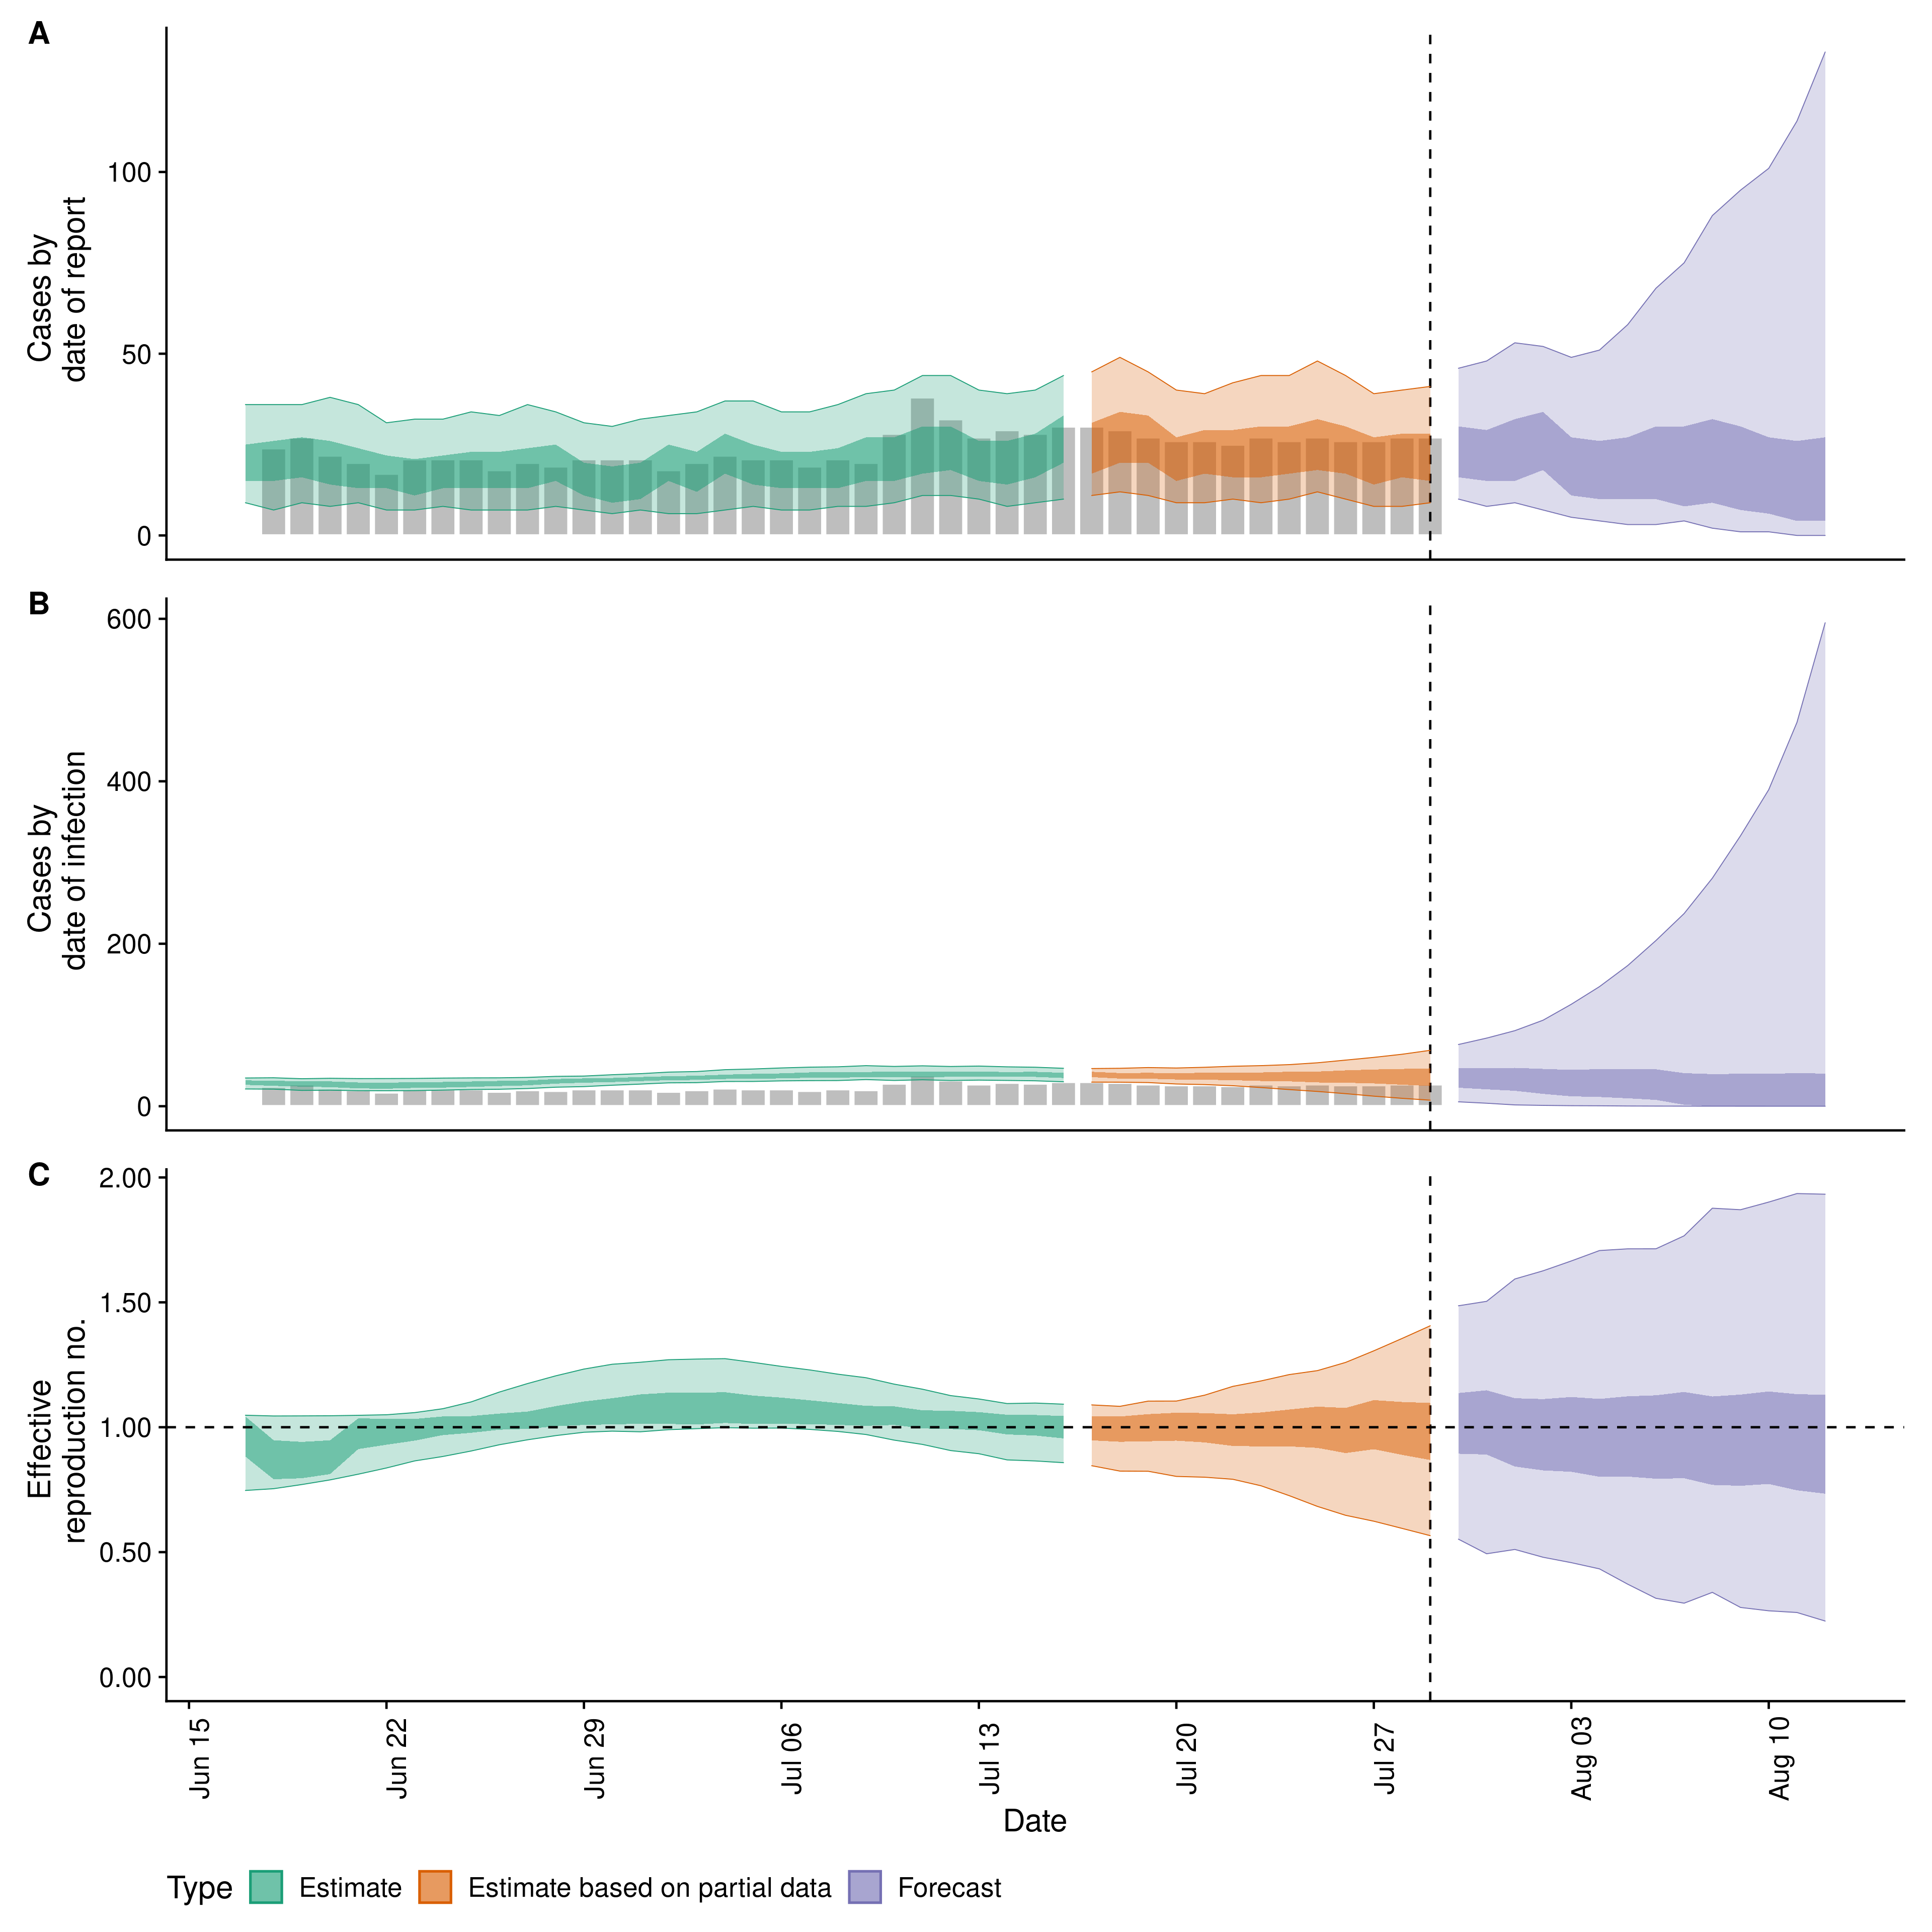 A
Cases by
date of report
100
50
0
B
Cases by
date of infection
600
400
200
0
C
Effective
reproduction no.
2.00
1.50
1.00
0.50
0.00
Jun 15
Jun 22
Jun 29
Jul 06
Jul 13
Jul 20
Jul 27
Aug 03
Aug 10
Date
Type Estimate Estimate based on partial data Forecast